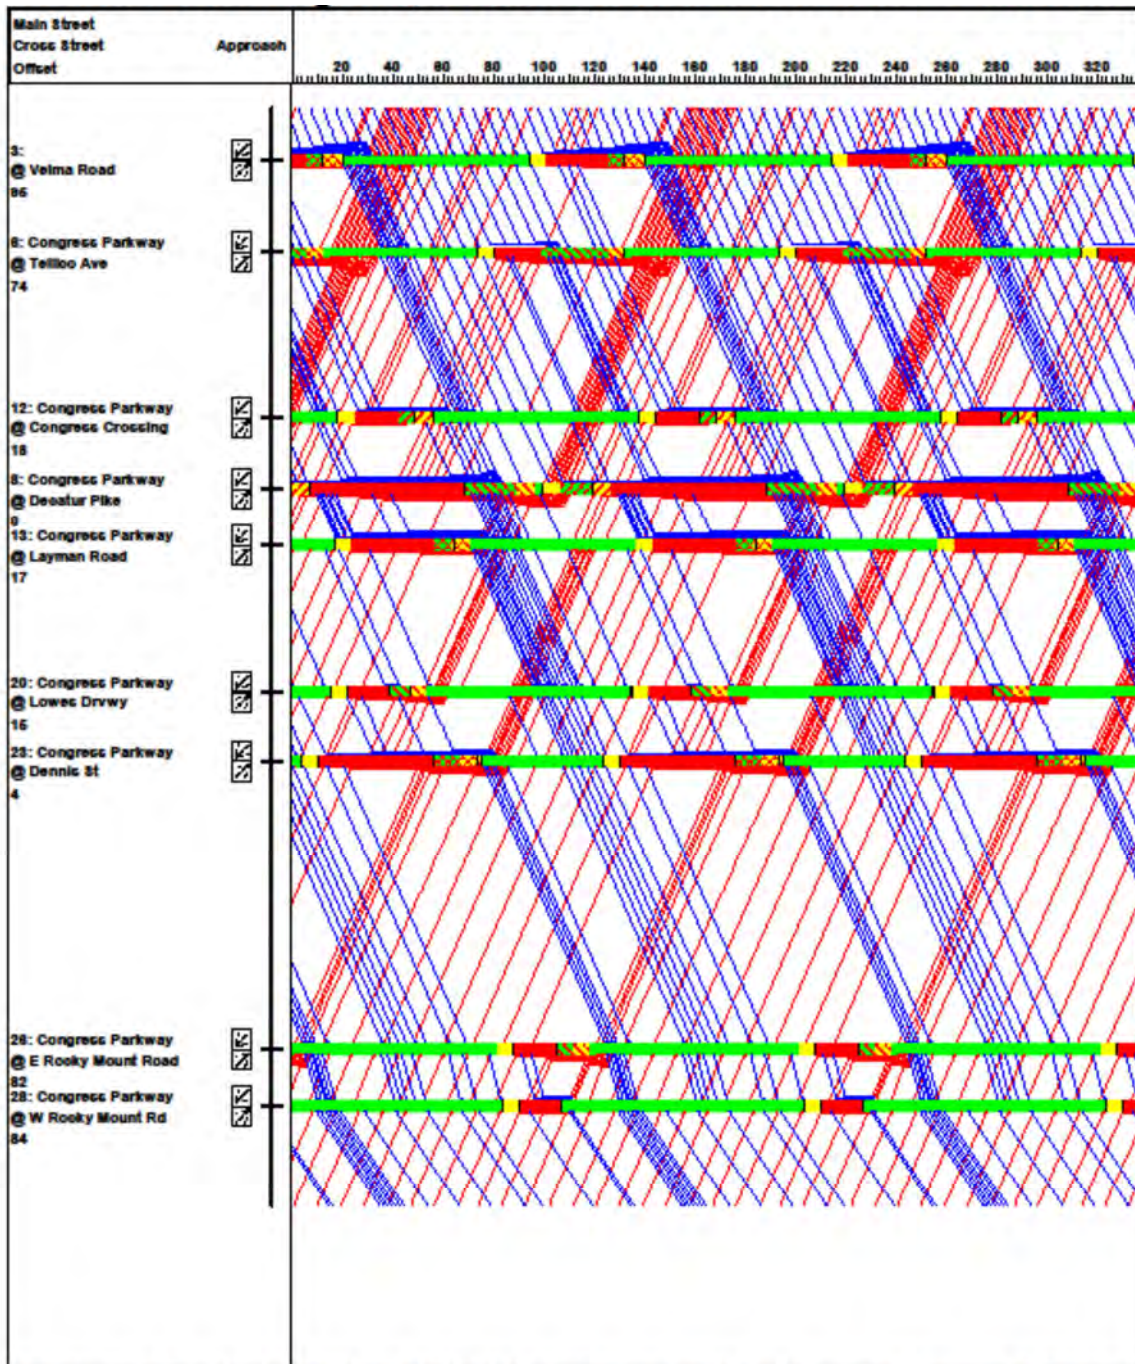 Main Street
Cross Street Approach
Offset
20 40 60 80 100 120 140 160 180 200 220 240 260 280 300 320
3:
@ Velma Road
96
6: Congress Parkway
@ Tellico Ave
74
12: Congress Parkway
@ Congress Crossing
18
8: Congress Parkway
@ Decatur Pike
0
13: Congress Parkway
@ Layman Road
17
20: Congress Parkway
@ Lowes Drvwy
16
23: Congress Parkway
@ Dennis St
4
26: Congress Parkway
@ E Rocky Mount Road
82
28: Congress Parkway
@ W Rocky Mount Rd
84